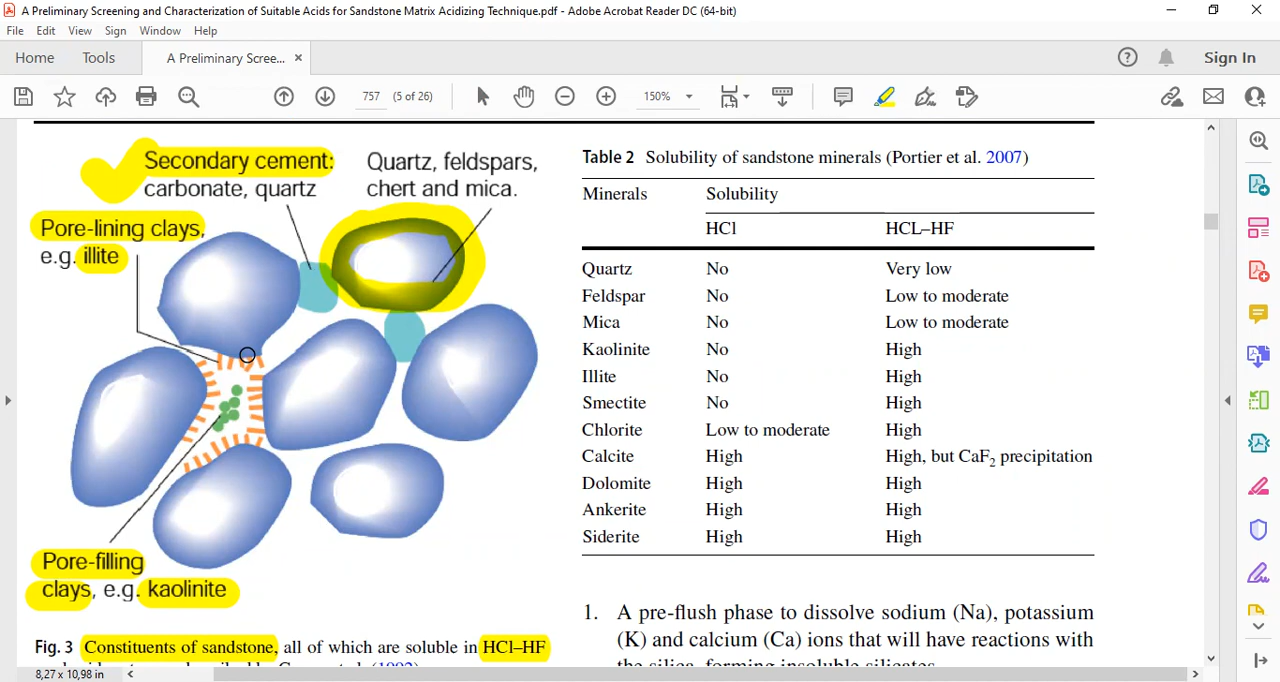 A Preliminary Screening and Characterization of Suitable Acids for Sandstone Matrix Acidizing Technique.pdf - Adobe Acrobat Reader DC (64-bit)
File Edit View Sign Window Help
Home Tools A Preliminary Scree... × Sign In
757 (5 of 26) 150%
Secondary cement:
carbonate, quartz
Quartz, feldspars,
chert and mica.
Pore-lining clays,
e.g. illite
Pore-filling
clays, e.g. kaolinite
Fig. 3 Constituents of sandstone, all of which are soluble in HCl–HF
Table 2 Solubility of sandstone minerals (Portier et al. 2007)
Minerals Solubility
HCl HCL–HF
Quartz No Very low
Feldspar No Low to moderate
Mica No Low to moderate
Kaolinite No High
Illite No High
Smectite No High
Chlorite Low to moderate High
Calcite High High, but CaF2 precipitation
Dolomite High High
Ankerite High High
Siderite High High
1. A pre-flush phase to dissolve sodium (Na), potassium
(K) and calcium (Ca) ions that will have reactions with
the silica, forming insoluble silicates.
8,27 x 10,98 in